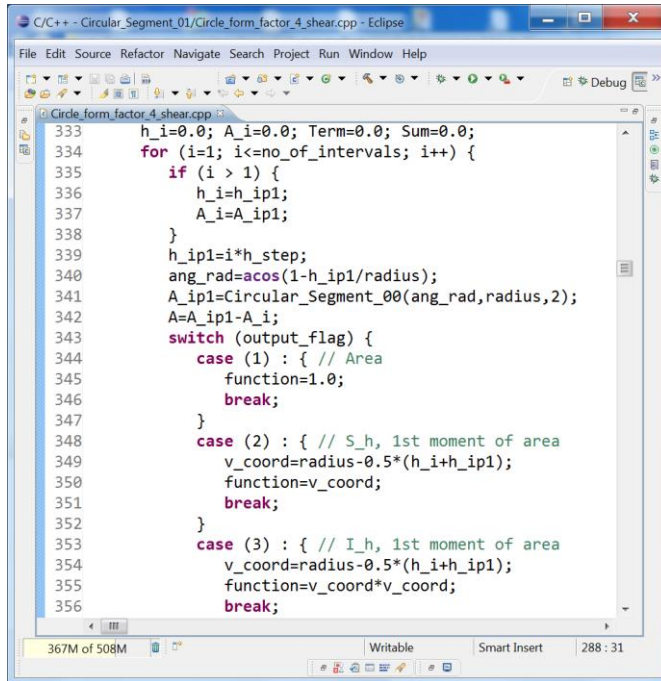 C/C++ - Circular_Segment_01/Circle_form_factor_4_shear.cpp - Eclipse
File Edit Source Refactor Navigate Search Project Run Window Help
Debug
Circle_form_factor_4_shear.cpp
333 h_i=0.0; A_i=0.0; Term=0.0; Sum=0.0;
334 for (i=1; i<=no_of_intervals; i++) {
335 if (i > 1) {
336 h_i=h_ip1;
337 A_i=A_ip1;
338 }
339 h_ip1=i*h_step;
340 ang_rad=acos(1-h_ip1/radius);
341 A_ip1=Circular_Segment_00(ang_rad,radius,2);
342 A=A_ip1-A_i;
343 switch (output_flag) {
344 case (1) : { // Area
345 function=1.0;
346 break;
347 }
348 case (2) : { // S_h, 1st moment of area
349 v_coord=radius-0.5*(h_i+h_ip1);
350 function=v_coord;
351 break;
352 }
353 case (3) : { // I_h, 1st moment of area
354 v_coord=radius-0.5*(h_i+h_ip1);
355 function=v_coord*v_coord;
356 break;
367M of 508M Writable Smart Insert 288 : 31